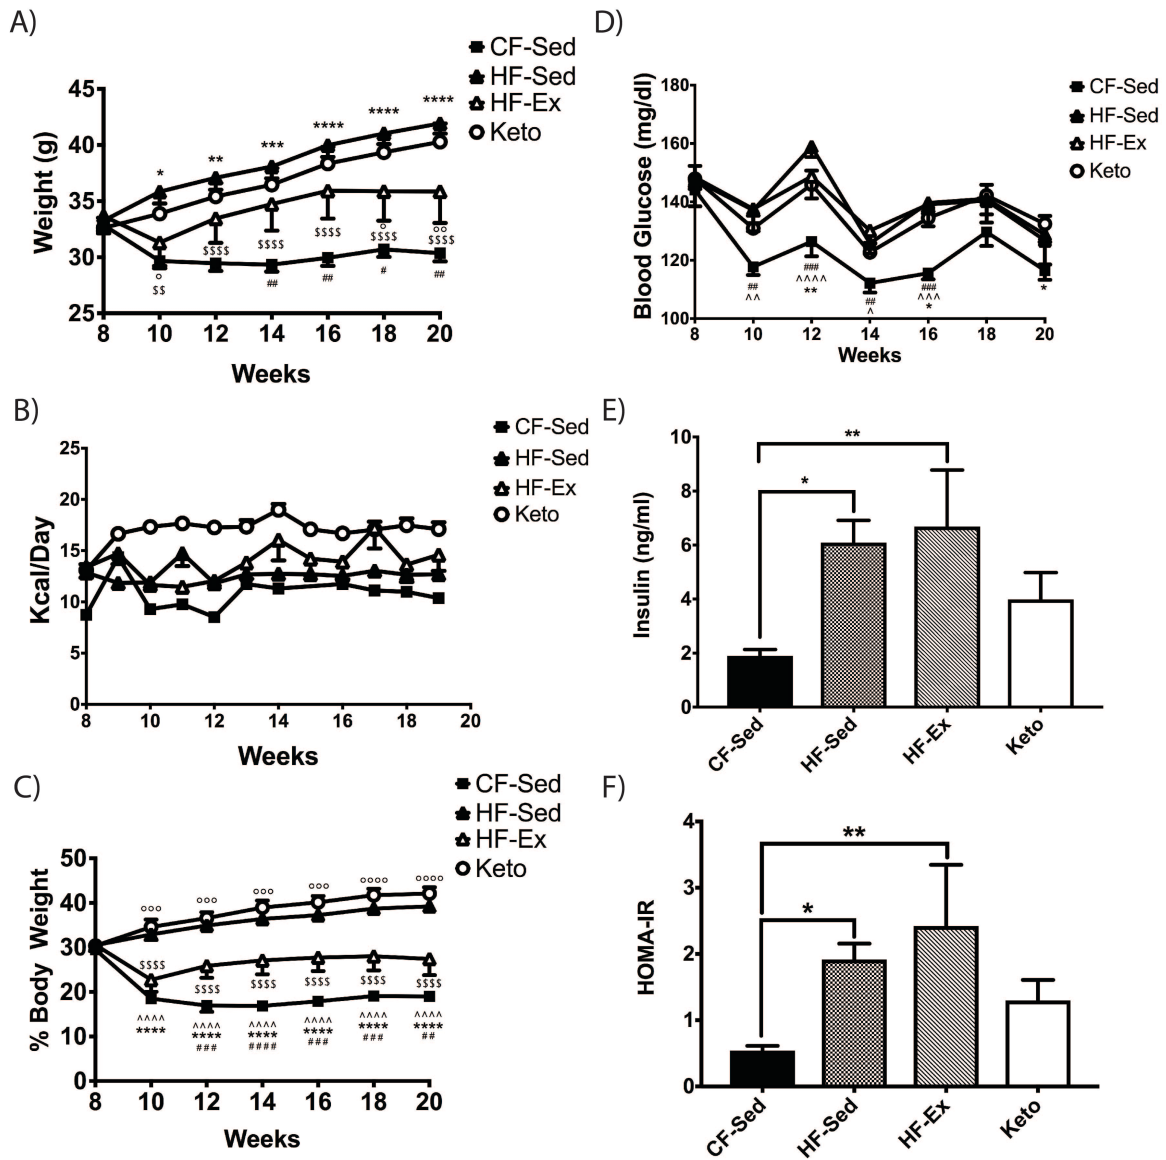 A)
CF-Sed
HF-Sed
HF-Ex
Keto
Weight (g)
45
40
35
30
25
* ** *** **** **** ****
$$$$ $$$$ $$$$ ° $$$$ °° $$$$
° $$ ## ## # ##
8 10 12 14 16 18 20
Weeks
B)
CF-Sed
HF-Sed
HF-Ex
Keto
Kcal/Day
25
20
15
10
5
0
8 10 12 14 16 18 20
Weeks
C)
CF-Sed
HF-Sed
HF-Ex
Keto
% Body Weight
50
40
30
20
10
0
°°° °°° °°° °°° °°°° °°°°
$$$$ $$$$ $$$$ $$$$ $$$$ $$$$
^^^^ ^^^^ ^^^^ ^^^^ ^^^^ ^^^^
**** **** **** **** **** ****
### #### ### ### ##
8 10 12 14 16 18 20
Weeks
D)
CF-Sed
HF-Sed
HF-Ex
Keto
Blood Glucose (mg/dl)
180
160
140
120
100
## ### ## ###
^^ ^^^^ ^ ^^^
** * *
8 10 12 14 16 18 20
Weeks
E)
Insulin (ng/ml)
10
8
6
4
2
0
**
*
CF-Sed
HF-Sed
HF-Ex
Keto
F)
HOMA-IR
4
3
2
1
0
**
*
CF-Sed
HF-Sed
HF-Ex
Keto